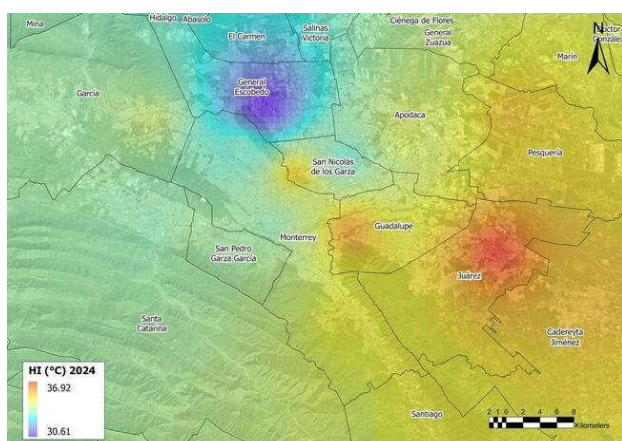 Mina
Hidalgo
Abasolo
El Carmen
Salinas
Victoria
Ciénega de Flores
General
Zuazua
Doctor
González
N
Marín
García
General
Escobedo
Apodaca
Pesquería
San Nicolás
de los Garza
Guadalupe
Monterrey
San Pedro
Garza García
Juárez
Santa
Catarina
Cadereyta
Jiménez
Santiago
HI (°C) 2024
36.92
30.61
2 1 0 2 4 6 8
Kilometers